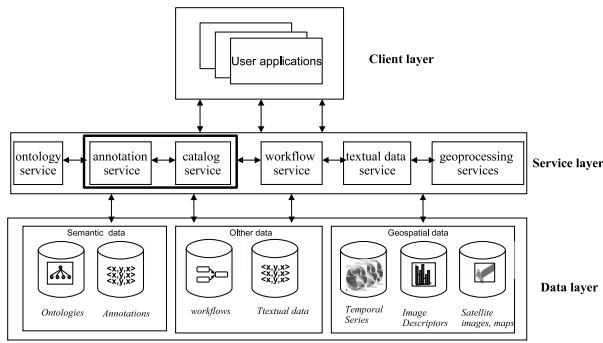 User applications
Client layer
ontology
service
annotation
service
catalog
service
workflow
service
textual data
service
geoprocessing
services
Service layer
Semantic data
Olther data
Geospatial data
<x,y,x>
<x,y,x>
<x,y,x>
<x,y,x>
<x,y,x>
<x,y,x>
Ontologies
Annotations
workflows
Ttextual data
Temporal
Series
Image
Descriptors
Satellite
images, maps
Data layer